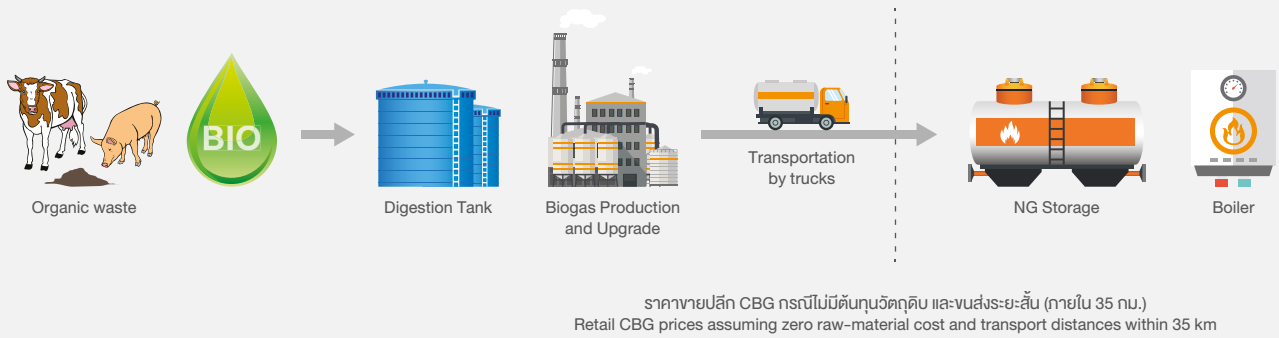 BIO
Organic waste
Digestion Tank
Biogas Production
and Upgrade
Transportation
by trucks
NG Storage
Boiler
ราคาขายปลีก CBG กรณีไม่มีต้นทุนวัตถุดิบ และขนส่งระยะสั้น (ภายใน 35 กม.)
Retail CBG prices assuming zero raw-material cost and transport distances within 35 km